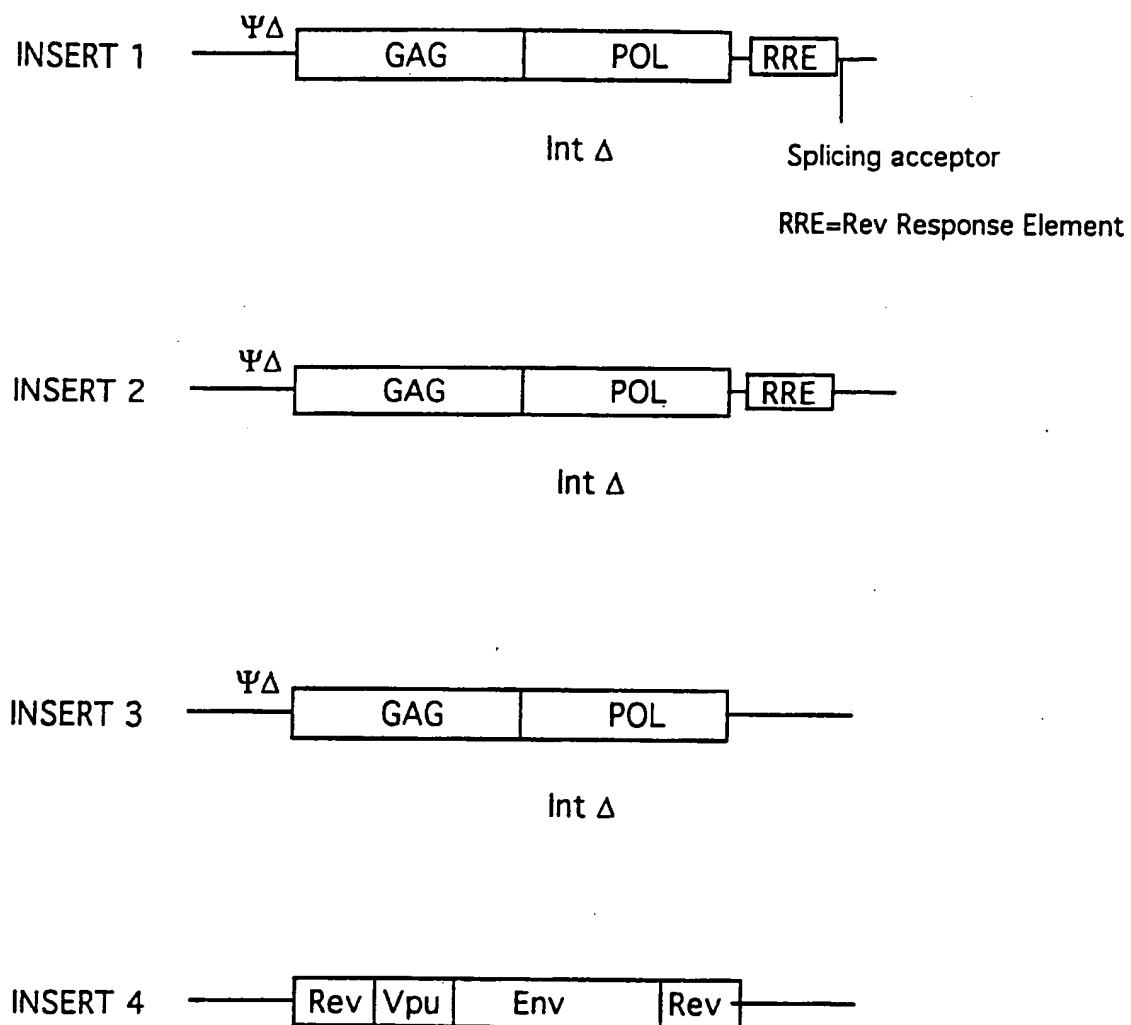 ΨΔ
INSERT 1 GAG POL RRE
Int Δ
Splicing acceptor
RRE=Rev Response Element
ΨΔ
INSERT 2 GAG POL RRE
Int Δ
ΨΔ
INSERT 3 GAG POL
Int Δ
INSERT 4 Rev Vpu Env Rev